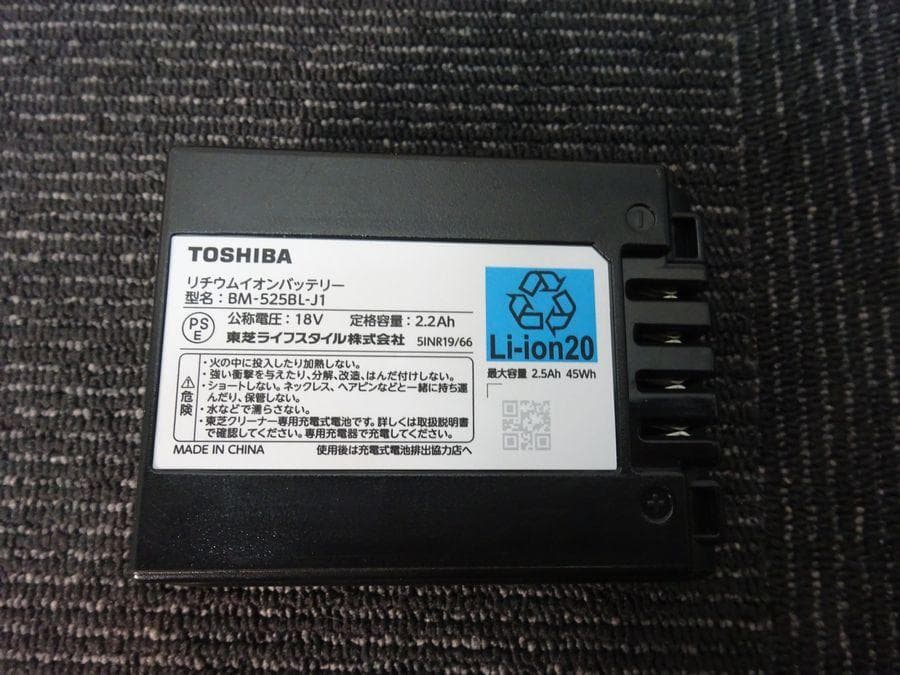 TOSHIBA
リチウムイオンバッテリー
型名：BM-525BL-J1
PS
E
公称電圧：18V 定格容量：2.2Ah
東芝ライフスタイル株式会社 5INR19/66
危険
・火の中に投入したり加熱しない。
・強い衝撃を与えたり、分解、改造、はんだ付けしない。
・ショートしない。ネックレス、ヘアピンなどと一緒に持ち運
んだり、保管しない。
・水などで濡らさない。
・東芝クリーナー専用充電式電池です。詳しくは取扱説明書
で確認してください。専用充電器で充電してください。
MADE IN CHINA 使用後は充電式電池排出協力店へ
Li-ion20
最大容量 2.5Ah 45Wh